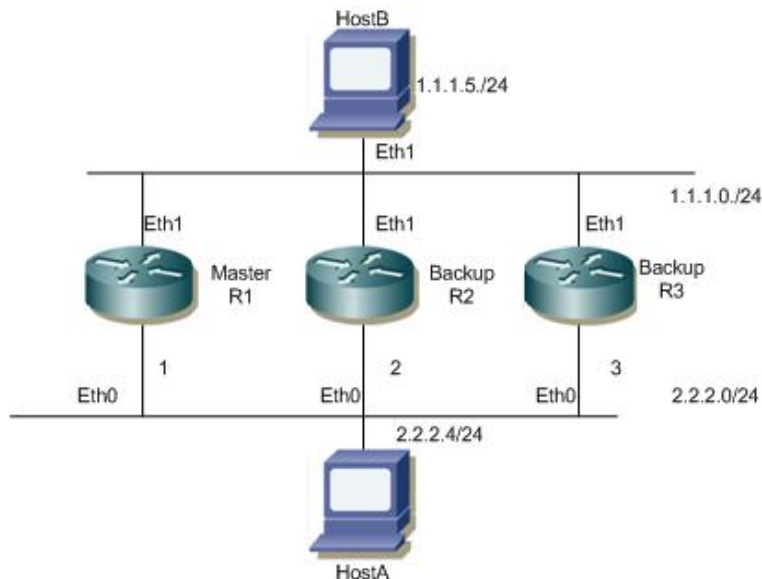 HostB
1.1.1.5./24
Eth1
1.1.1.0./24
Eth1
Eth1
Eth1
Master
R1
Backup
R2
Backup
R3
1
2
3
Eth0
Eth0
Eth0
2.2.2.0/24
2.2.2.4/24
HostA